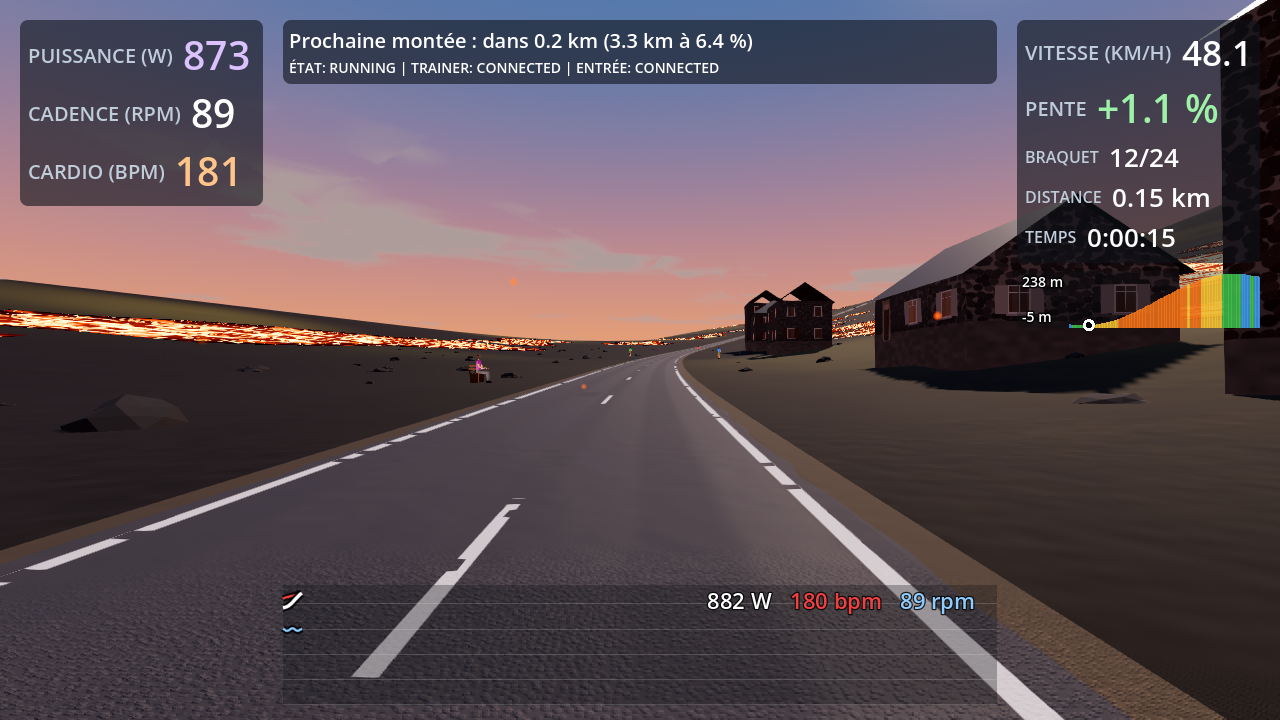 PUISSANCE (W) 873
CADENCE (RPM) 89
CARDIO (BPM) 181
Prochaine montée : dans 0.2 km (3.3 km à 6.4 %)
ÉTAT: RUNNING | TRAINER: CONNECTED | ENTRÉE: CONNECTED
VITESSE (KM/H) 48.1
PENTE +1.1 %
BRAQUET 12/24
DISTANCE 0.15 km
TEMPS 0:00:15
238 m
-5 m
882 W 180 bpm 89 rpm